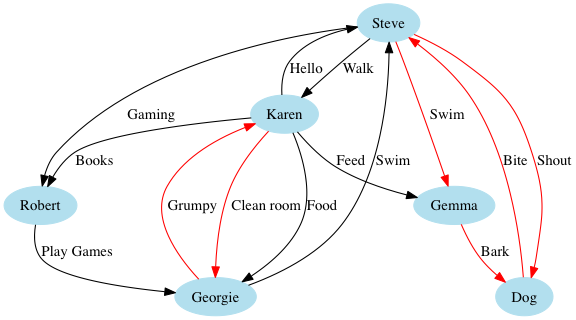 Steve
Hello
Walk
Gaming
Karen
Swim
Books
Feed
Swim
Bite
Shout
Robert
Grumpy
Clean room
Food
Gemma
Play Games
Bark
Georgie
Dog